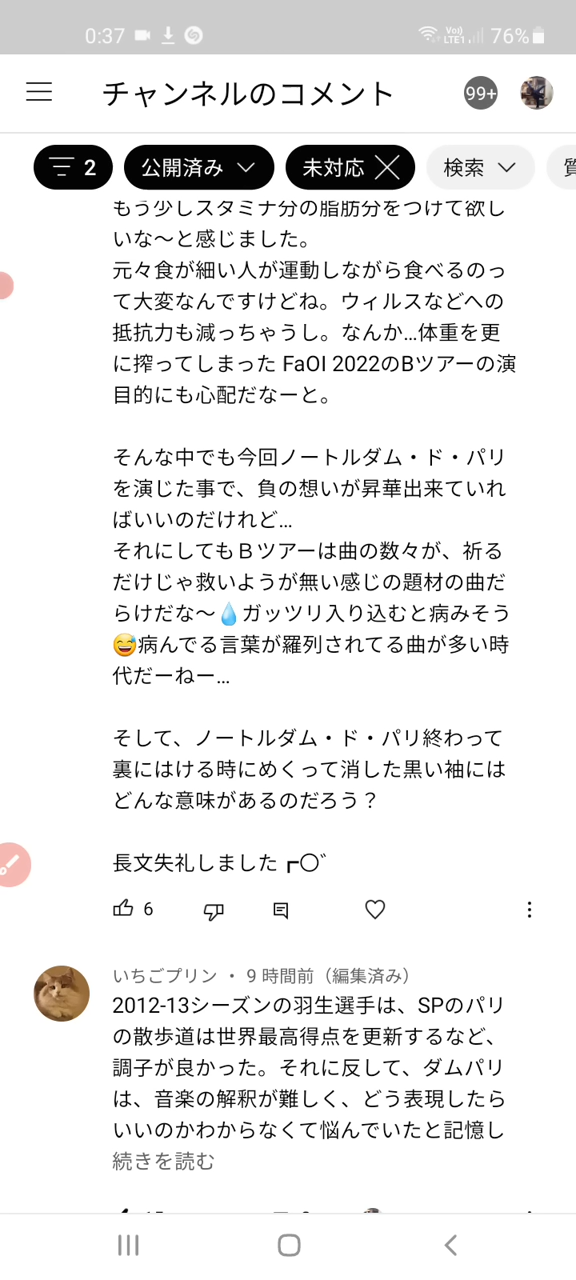 0:37 Vo) LTE1 76%
チャンネルのコメント 99+
2 公開済み 未対応 検索
もう少しスタミナ分の脂肪分をつけて欲し
いな〜と感じました。
元々食が細い人が運動しながら食べるのっ
て大変なんですけどね。ウィルスなどへの
抵抗力も減っちゃうし。なんか…体重を更
に搾ってしまった FaOI 2022のBツアーの演
目的にも心配だなーと。
そんな中でも今回ノートルダム・ド・パリ
を演じた事で、負の想いが昇華出来ていれ
ばいいのだけれど…
それにしてもＢツアーは曲の数々が、祈る
だけじゃ救いようが無い感じの題材の曲だ
らけだな〜💧ガッツリ入り込むと病みそう
😅病んでる言葉が羅列されてる曲が多い時
代だーねー…
そして、ノートルダム・ド・パリ終わって
裏にはける時にめくって消した黒い袖には
どんな意味があるのだろう？
長文失礼しました┏〇゛
6
いちごプリン ・ 9 時間前（編集済み）
2012-13シーズンの羽生選手は、SPのパリ
の散歩道は世界最高得点を更新するなど、
調子が良かった。それに反して、ダムパリ
は、音楽の解釈が難しく、どう表現したら
いいのかわからなくて悩んでいたと記憶し
続きを読む